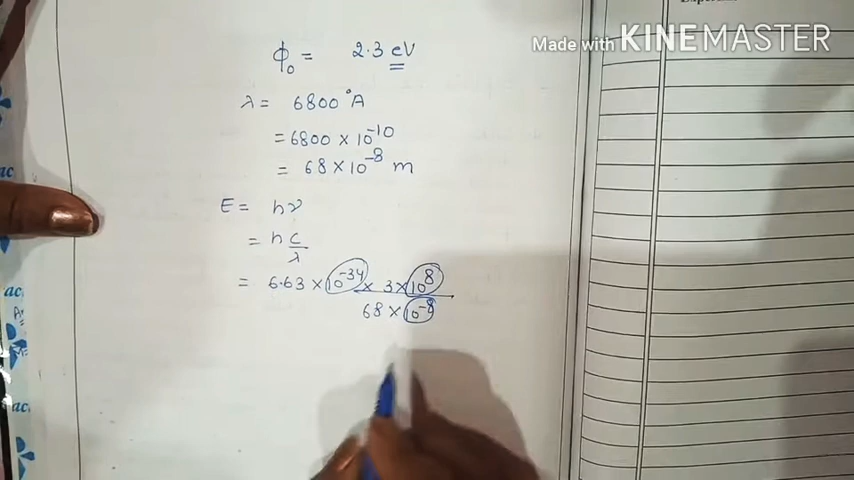 Made with KINEMASTER
ϕ₀ = 2.3 eV
λ = 6800 °A
= 6800 × 10⁻¹⁰
= 68 × 10⁻⁸ m
E = hν
= h c/λ
= 6.63 × 10⁻³⁴ × 3 × 10⁸
68 × 10⁻⁸